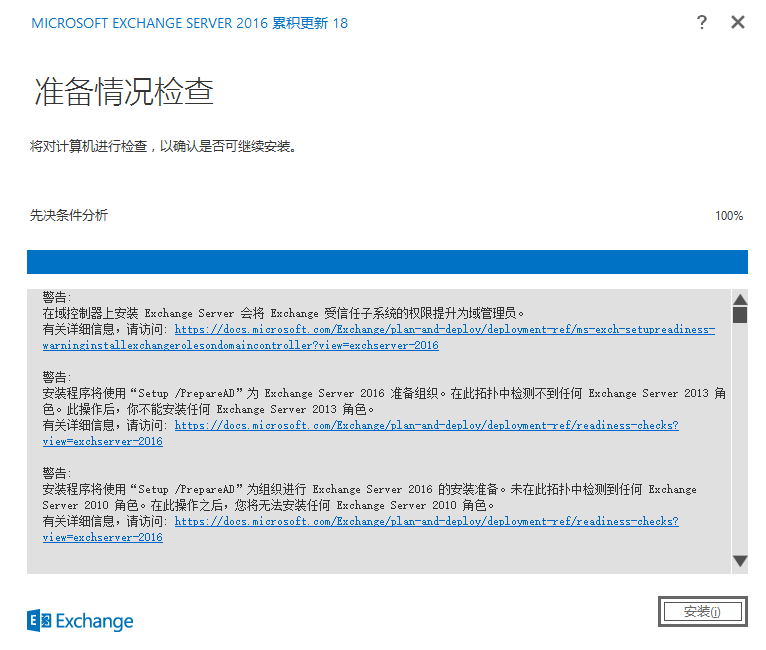 MICROSOFT EXCHANGE SERVER 2016 累积更新 18
?
准备情况检查
将对计算机进行检查，以确认是否可继续安装。
先决条件分析
100%
警告:
在域控制器上安装 Exchange Server 会将 Exchange 受信任子系统的权限提升为域管理员。
有关详细信息，请访问: https://docs.microsoft.com/Exchange/plan-and-deploy/deployment-ref/ms-exch-setupreadiness-
warninginstallexchangerolesondomaincontroller?view=exchserver-2016
警告:
安装程序将使用“Setup /PrepareAD”为 Exchange Server 2016 准备组织。在此拓扑中检测不到任何 Exchange Server 2013 角
色。此操作后，你不能安装任何 Exchange Server 2013 角色。
有关详细信息，请访问: https://docs.microsoft.com/Exchange/plan-and-deploy/deployment-ref/readiness-checks?
view=exchserver-2016
警告:
安装程序将使用“Setup /PrepareAD”为组织进行 Exchange Server 2016 的安装准备。未在此拓扑中检测到任何 Exchange
Server 2010 角色。在此操作之后，您将无法安装任何 Exchange Server 2010 角色。
有关详细信息，请访问: https://docs.microsoft.com/Exchange/plan-and-deploy/deployment-ref/readiness-checks?
view=exchserver-2016
Exchange
安装(i)